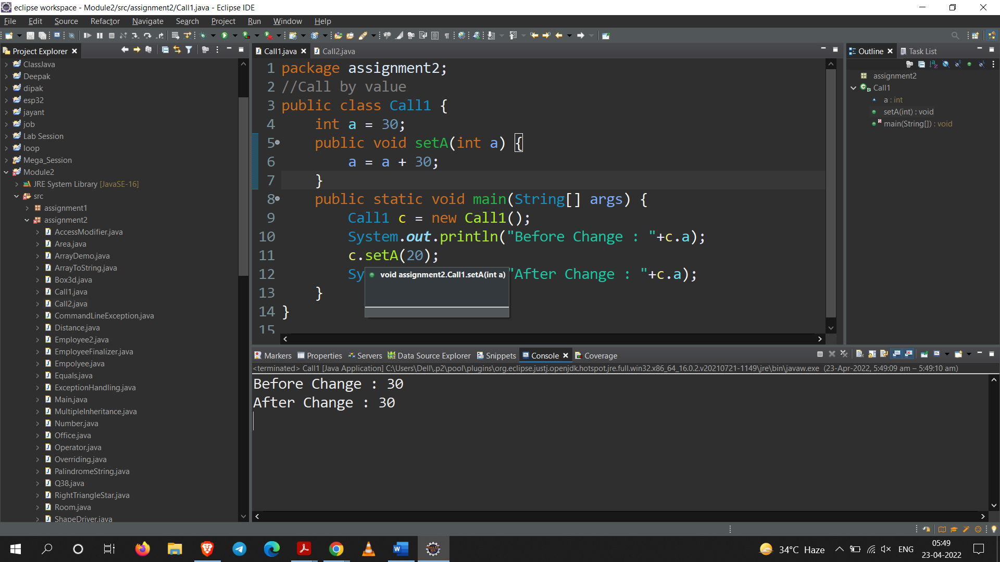 eclipse workspace - Module2/src/assignment2/Call1.java - Eclipse IDE
File Edit Source Refactor Navigate Search Project Run Window Help
Project Explorer
ClassJava
Deepak
dipak
esp32
jayant
job
Lab Session
loop
Mega_Session
Module2
JRE System Library [JavaSE-16]
src
assignment1
assignment2
AccessModifier.java
Area.java
ArrayDemo.java
ArrayToString.java
Box3d.java
Call1.java
Call2.java
CommandLineException.java
Distance.java
Employee2.java
EmployeeFinalizer.java
Empolyee.java
Equals.java
ExceptionHandling.java
Main.java
MultipleInheritance.java
Number.java
Office.java
Operator.java
Overriding.java
PalindromeString.java
Q38.java
RightTriangleStar.java
Room.java
ShapeDriver.java
Call1.java Call2.java
1 package assignment2;
2 //Call by value
3 public class Call1 {
4 int a = 30;
5 public void setA(int a) {
6 a = a + 30;
7 }
8 public static void main(String[] args) {
9 Call1 c = new Call1();
10 System.out.println("Before Change : "+c.a);
11 c.setA(20);
12 Sy "After Change : "+c.a);
void assignment2.Call1.setA(int a)
13 }
14 }
15
Outline Task List
assignment2
Call1
a : int
setA(int) : void
main(String[]) : void
Markers Properties Servers Data Source Explorer Snippets Console Coverage
<terminated> Call1 [Java Application] C:\Users\Dell\.p2\pool\plugins\org.eclipse.justj.openjdk.hotspot.jre.full.win32.x86_64_16.0.2.v20210721-1149\jre\bin\javaw.exe (23-Apr-2022, 5:49:09 am – 5:49:10 am)
Before Change : 30
After Change : 30
34°C Haze ENG
05:49
23-04-2022